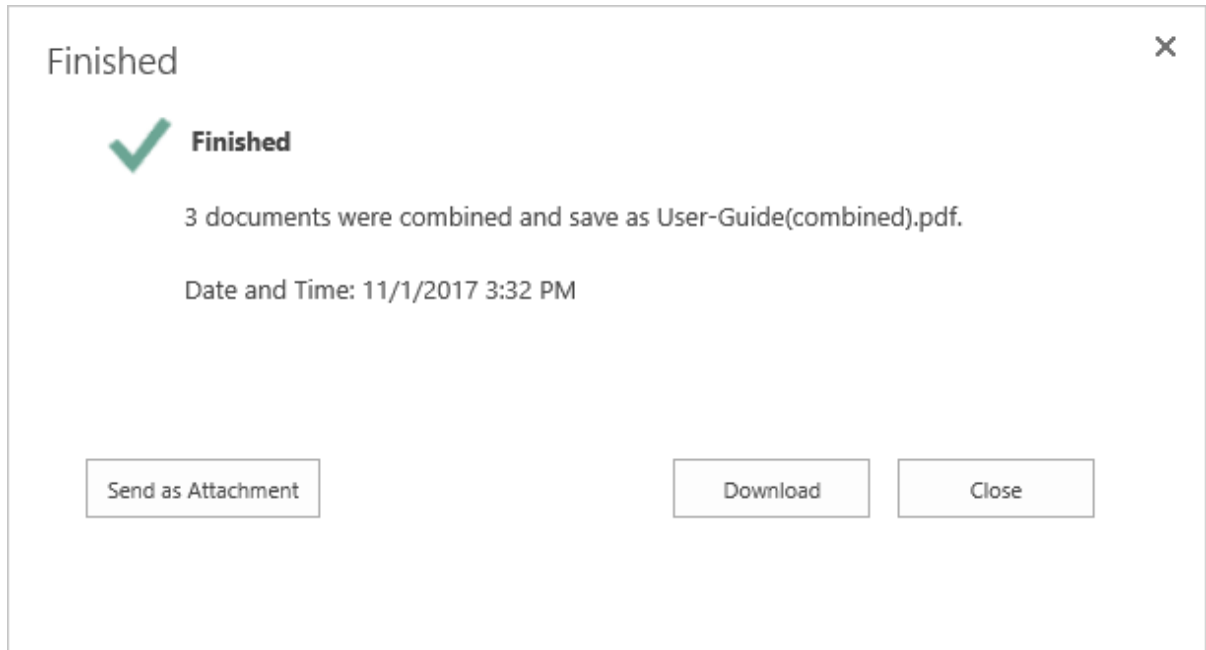 Finished
Finished
3 documents were combined and save as User-Guide(combined).pdf.
Date and Time: 11/1/2017 3:32 PM
Send as Attachment
Download
Close